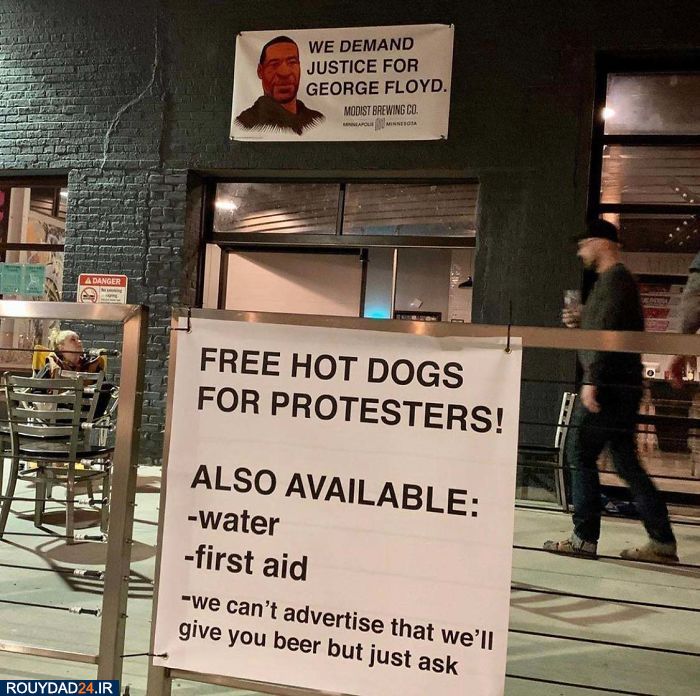 WE DEMAND
JUSTICE FOR
GEORGE FLOYD.
MODIST BREWING CO.
MINNEAPOLIS MINNESOTA
DANGER
FREE HOT DOGS
FOR PROTESTERS!
ALSO AVAILABLE:
-water
-first aid
-we can't advertise that we'll
give you beer but just ask
ROUYDAD24.IR